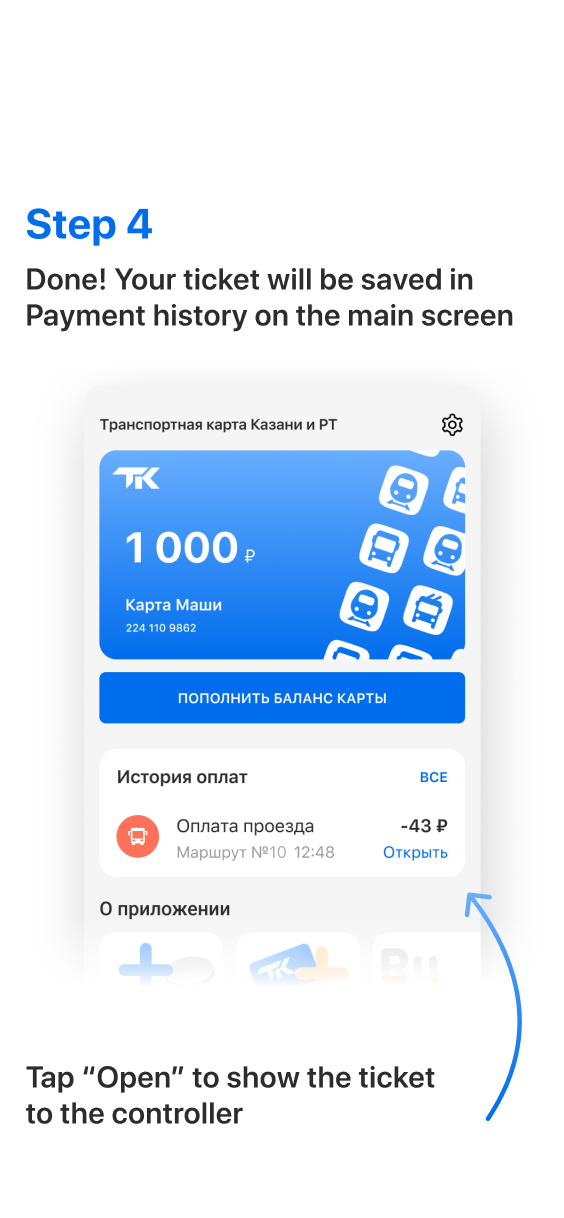 Step 4
Done! Your ticket will be saved in
Payment history on the main screen
Транспортная карта Казани и РТ
ТК
1 000 ₽
Карта Маши
224 110 9862
ПОПОЛНИТЬ БАЛАНС КАРТЫ
История оплат ВСЕ
Оплата проезда -43 ₽
Маршрут №10 12:48 Открыть
О приложении
Tap “Open” to show the ticket
to the controller